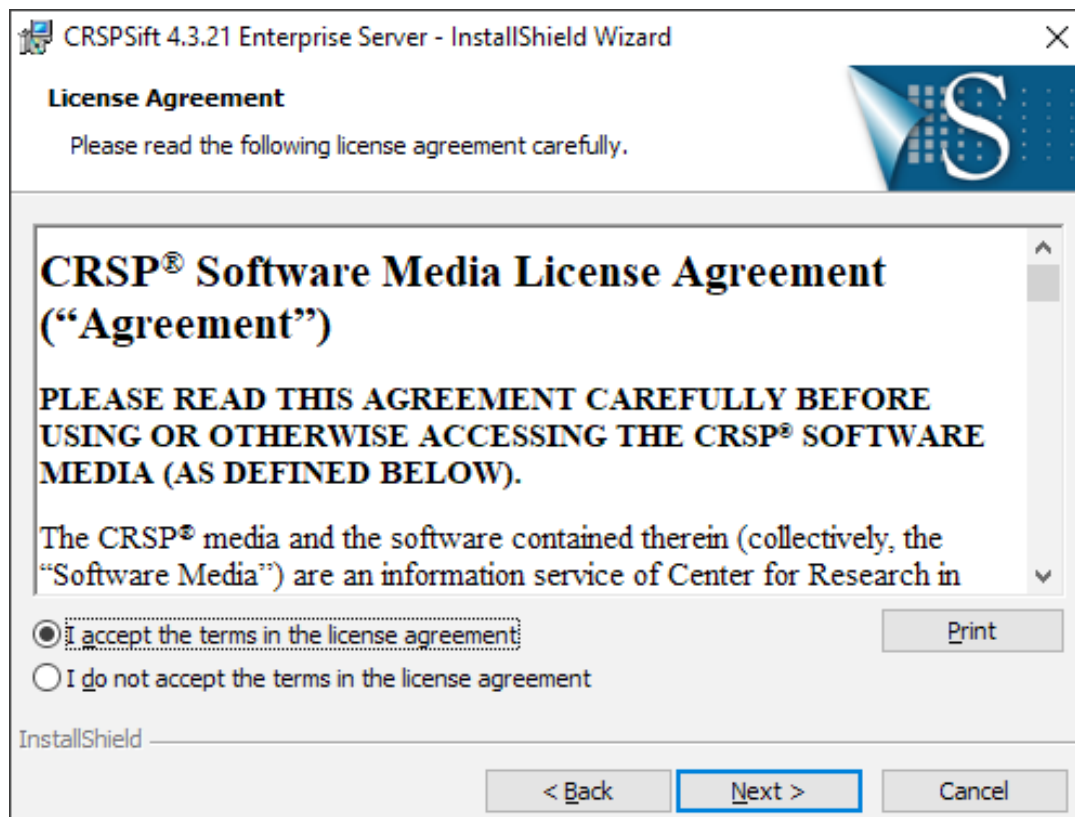 CRSPSift 4.3.21 Enterprise Server - InstallShield Wizard
License Agreement
Please read the following license agreement carefully.
S
CRSP® Software Media License Agreement
(“Agreement”)
PLEASE READ THIS AGREEMENT CAREFULLY BEFORE
USING OR OTHERWISE ACCESSING THE CRSP® SOFTWARE
MEDIA (AS DEFINED BELOW).
The CRSP® media and the software contained therein (collectively, the
“Software Media”) are an information service of Center for Research in
I accept the terms in the license agreement
Print
I do not accept the terms in the license agreement
InstallShield
< Back
Next >
Cancel